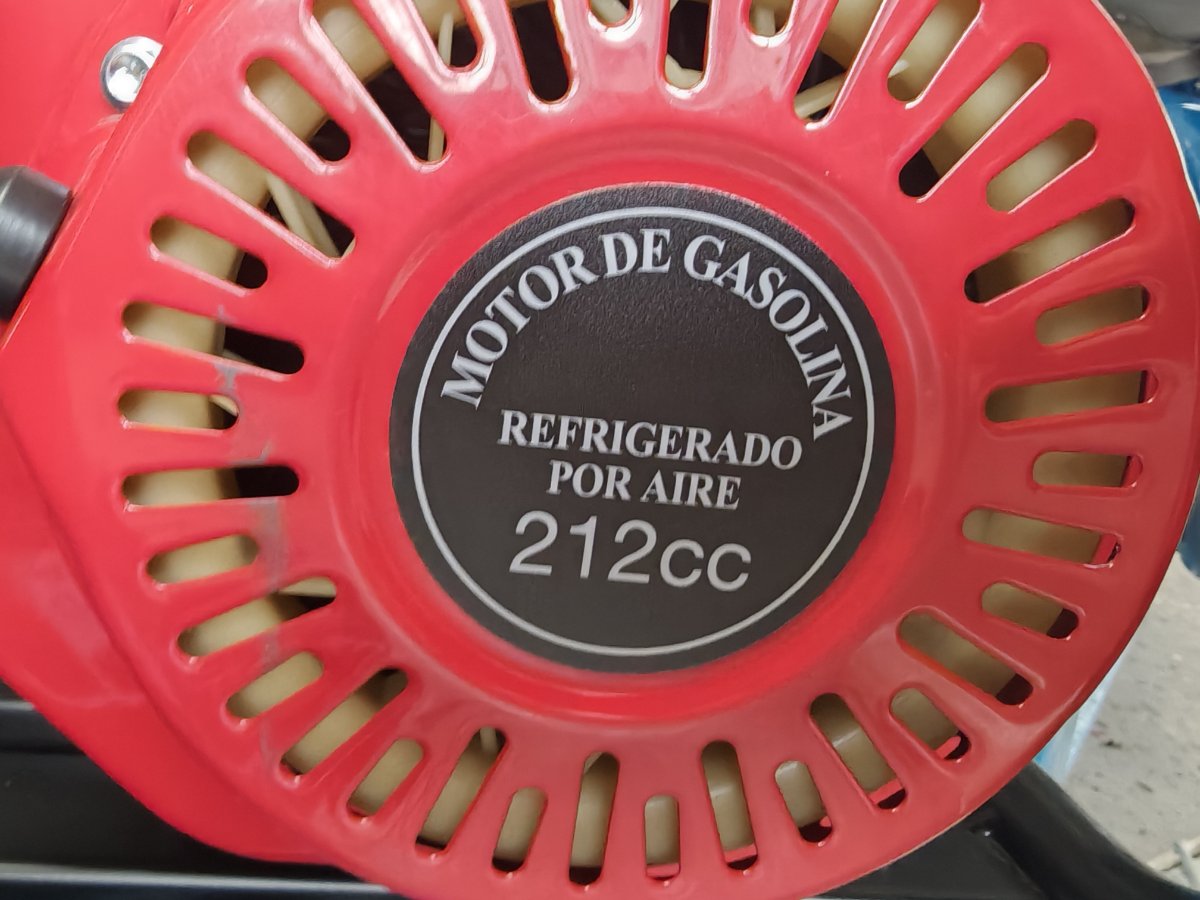 MOTOR DE GASOLINA
REFRIGERADO
POR AIRE
212cc